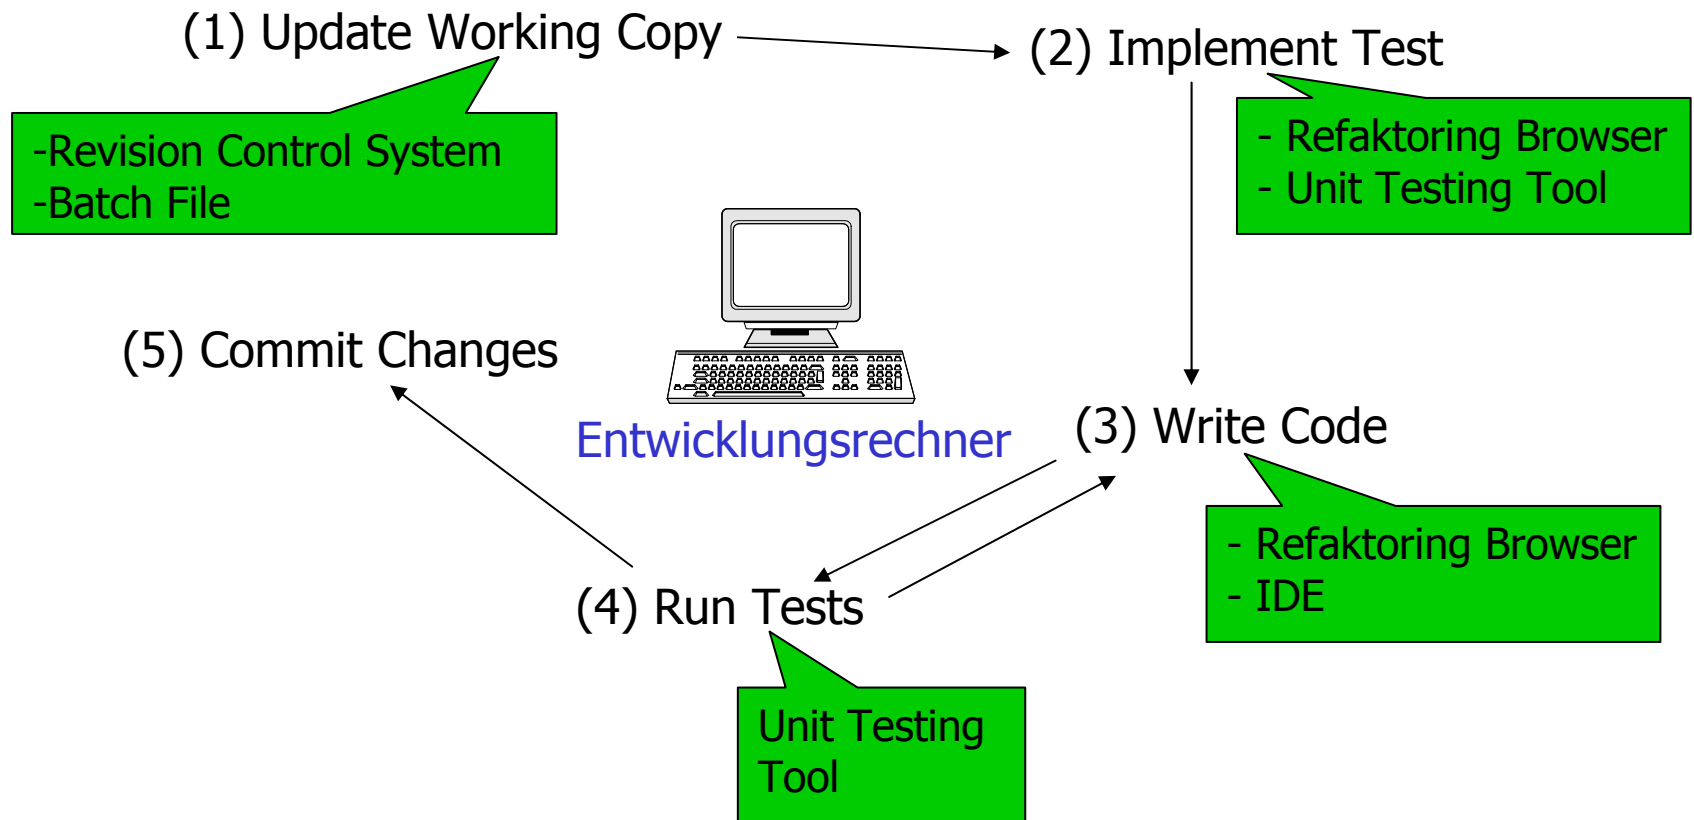 (1) Update Working Copy
(2) Implement Test
-Revision Control System
-Batch File
- Refaktoring Browser
- Unit Testing Tool
(5) Commit Changes
Entwicklungsrechner
(3) Write Code
- Refaktoring Browser
- IDE
(4) Run Tests
Unit Testing
Tool